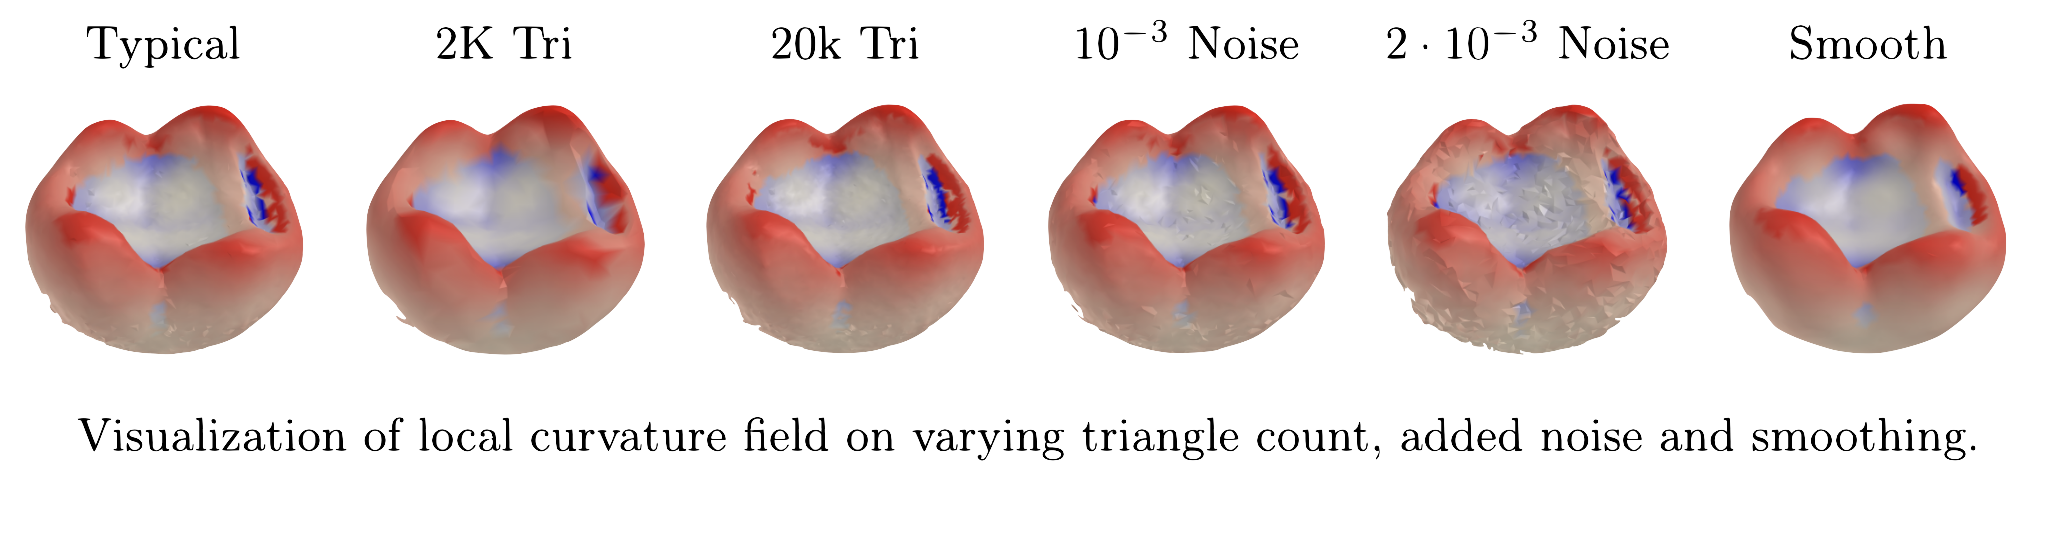 Typical 2K Tri 20k Tri 10⁻³ Noise 2 · 10⁻³ Noise Smooth
Visualization of local curvature field on varying triangle count, added noise and smoothing.